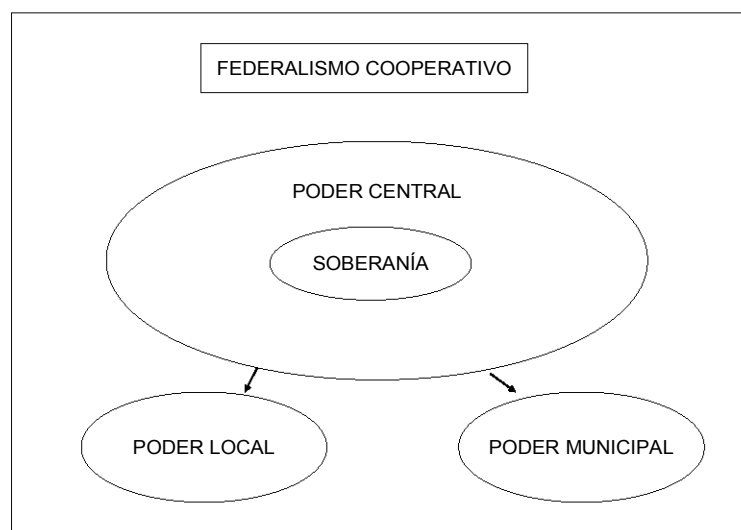 FEDERALISMO COOPERATIVO
PODER CENTRAL
SOBERANÍA
PODER LOCAL
PODER MUNICIPAL